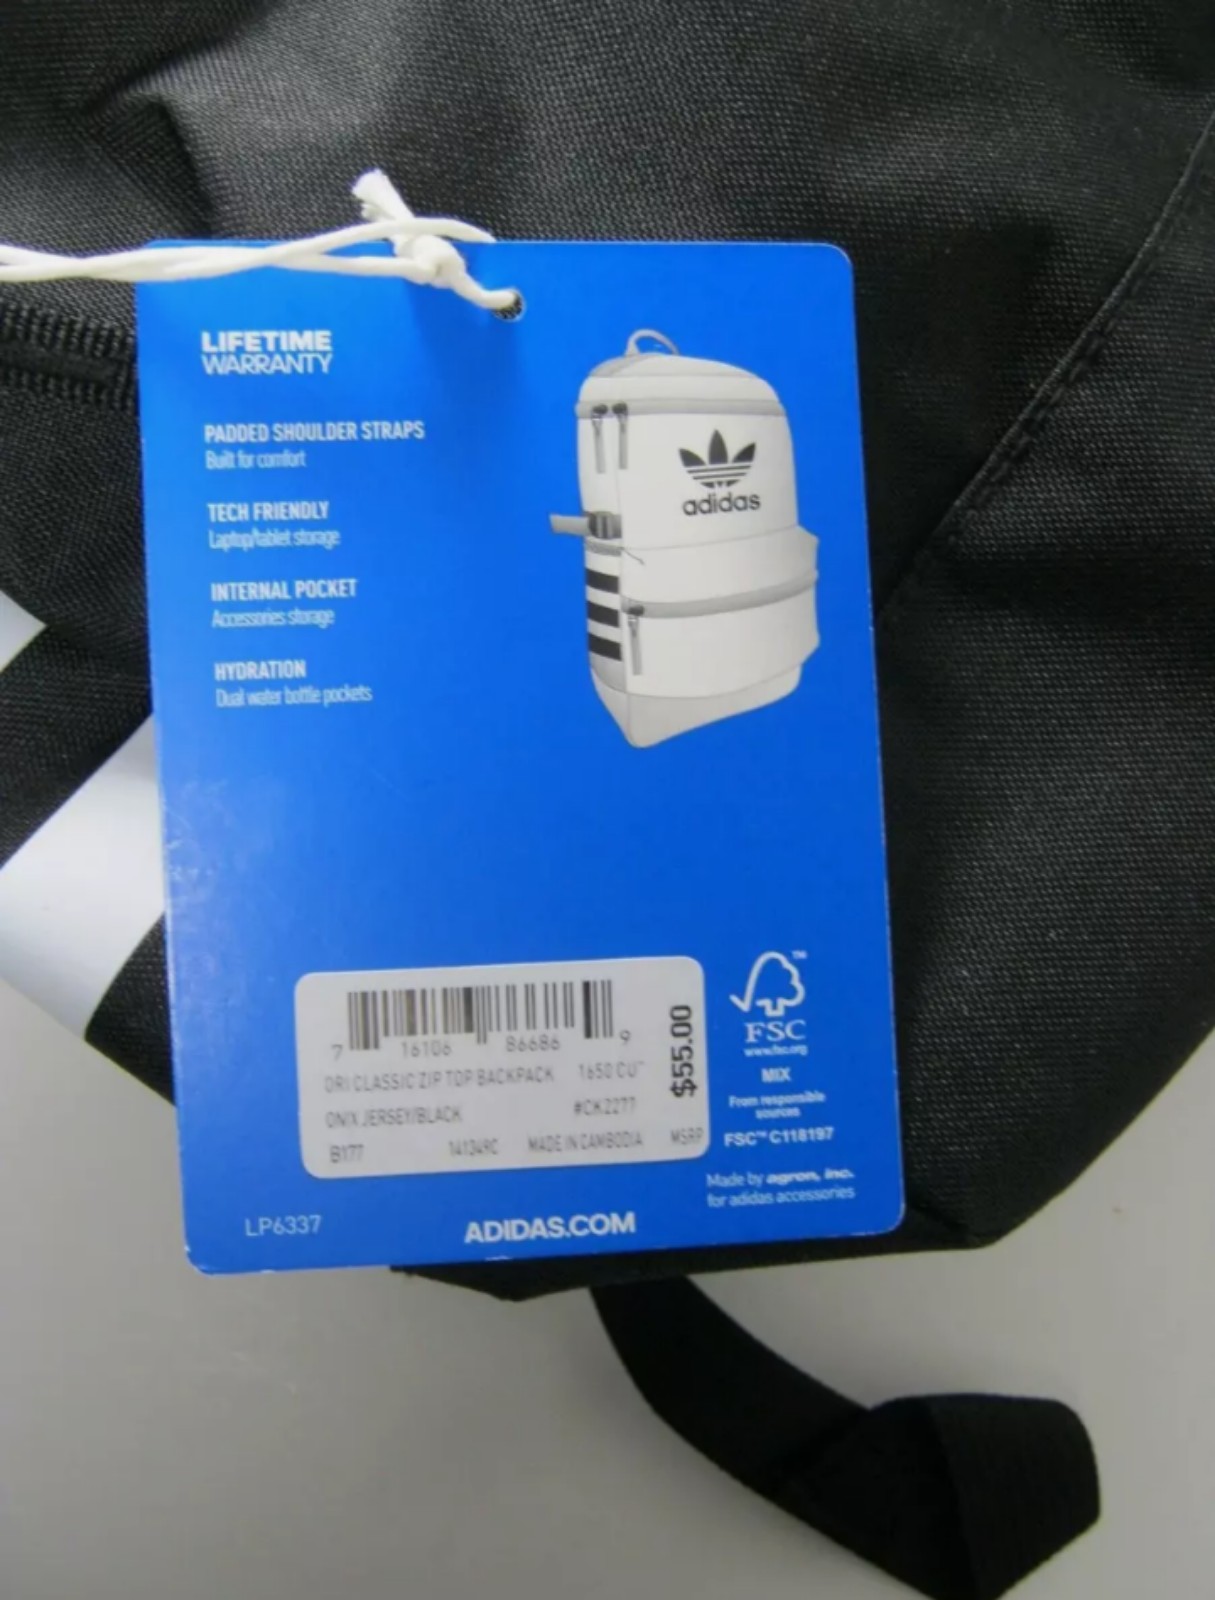 LIFETIME
WARRANTY
PADDED SHOULDER STRAPS
Built for comfort
TECH FRIENDLY
Laptop/tablet storage
INTERNAL POCKET
Accessories storage
HYDRATION
Dual water bottle pockets
adidas
7 16106 86686 9
ORI CLASSIC ZIP TOP BACKPACK 1650 CU"
ONIX JERSEY/BLACK #CK2277
B177 141349C MADE IN CAMBODIA MSRP
$55.00
FSC
www.fsc.org
MIX
From responsible
sources
FSC™ C118197
Made by agron, inc.
for adidas accessories
LP6337
ADIDAS.COM